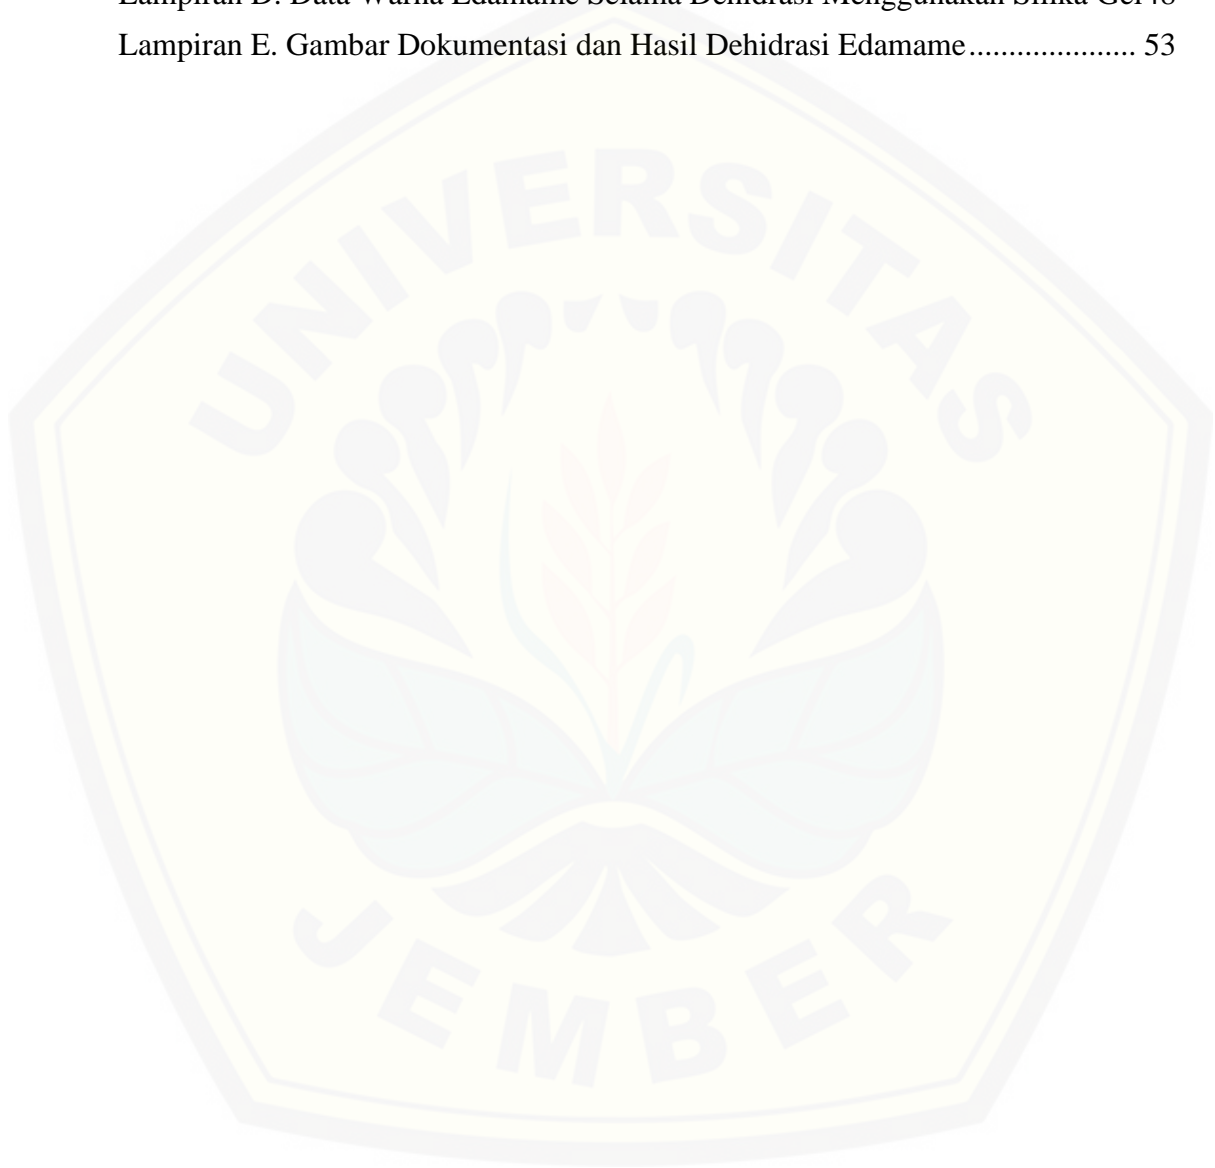 Lampiran D. Data Warna Edamame Selama Dehidrasi Menggunakan Silika Gel 48
Lampiran E. Gambar Dokumentasi dan Hasil Dehidrasi Edamame..................... 53
UNIVERSITAS
JEMBER